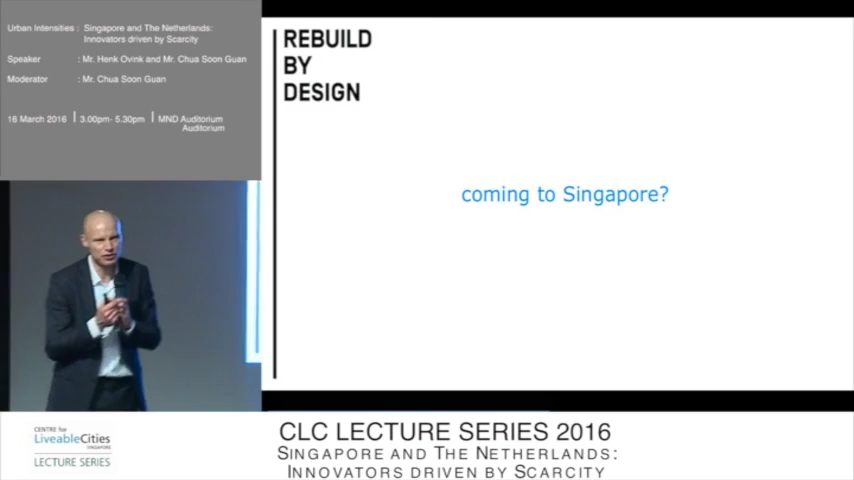 Urban Intensities : Singapore and The Netherlands:
Innovators driven by Scarcity
Speaker : Mr. Henk Ovink and Mr. Chua Soon Guan
Moderator : Mr. Chua Soon Guan
16 March 2016 | 3.00pm- 5.30pm | MND Auditorium
Auditorium
REBUILD
BY
DESIGN
coming to Singapore?
CENTRE for
LiveableCities
SINGAPORE
LECTURE SERIES
CLC LECTURE SERIES 2016
SINGAPORE AND THE NETHERLANDS:
INNOVATORS DRIVEN BY SCARCITY